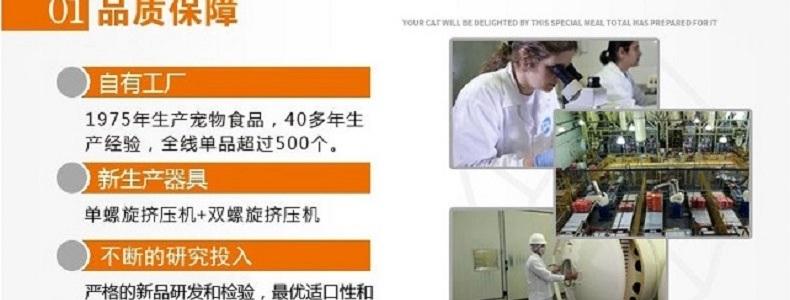 01 品质保障
YOUR CAT WILL BE DELIGHTED BY THIS SPECIAL MEAL TOTAL HAS PREPARED FOR IT
自有工厂
1975年生产宠物食品，40多年生
产经验，全线单品超过500个。
新生产器具
单螺旋挤压机+双螺旋挤压机
不断的研究投入
严格的新品研发和检验，最优适口性和